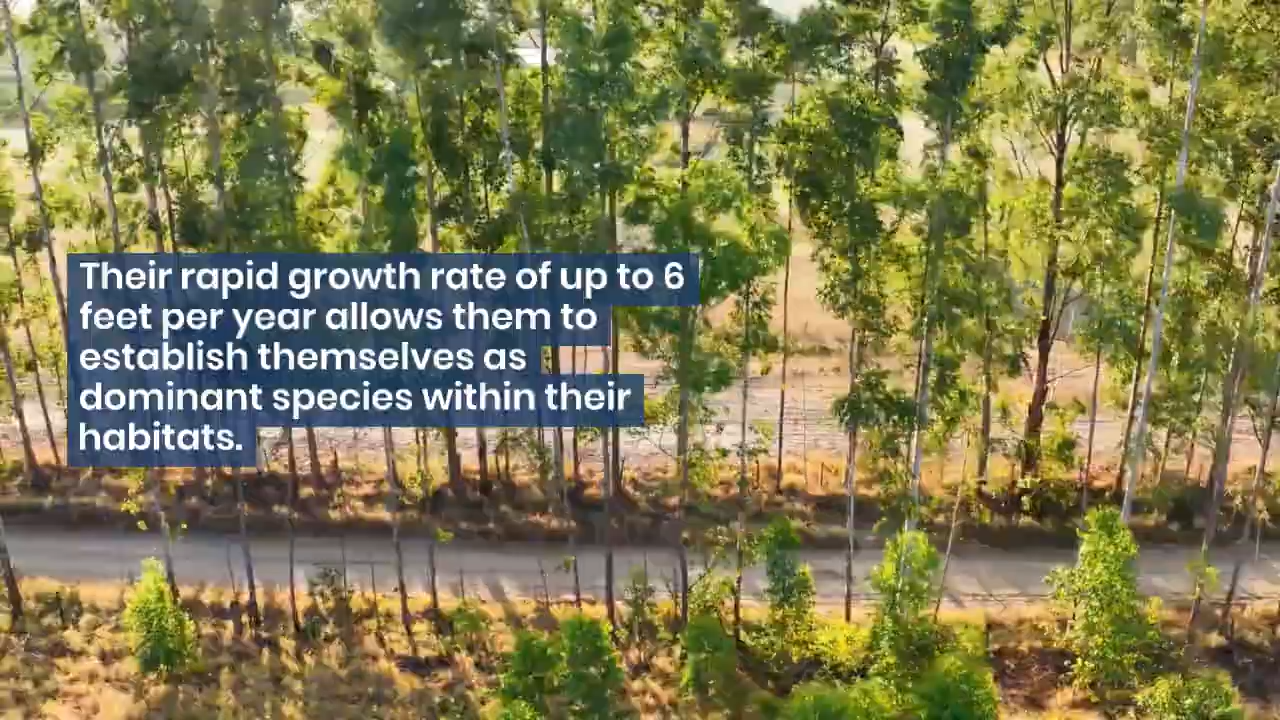 Their rapid growth rate of up to 6
feet per year allows them to
establish themselves as
dominant species within their
habitats.